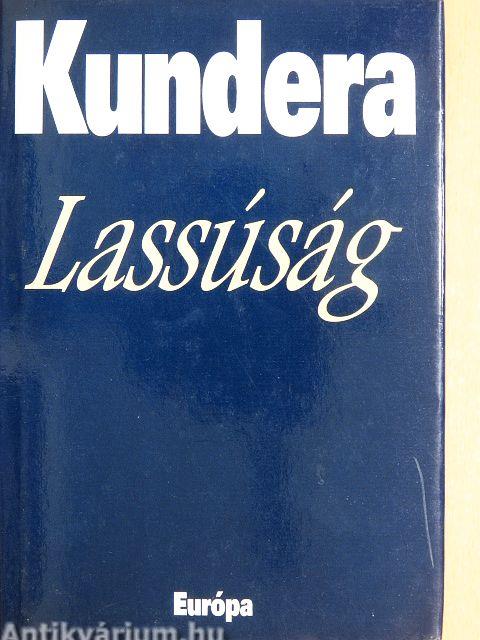 Kundera
Lassúság
Európa
Antikvárium.hu